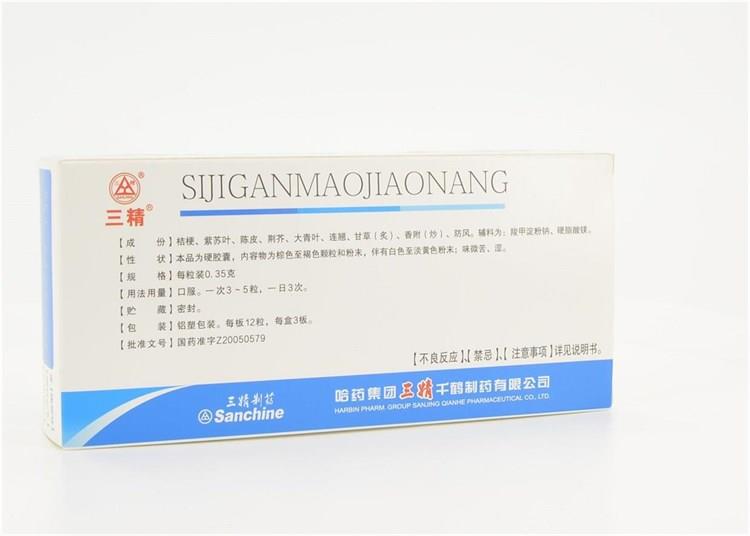 SIJIGANMAOJIAONANG
三精®
【成 份】桔梗、紫苏叶、陈皮、荆芥、大青叶、连翘、甘草(炙)、香附(炒)、防风。辅料为:羧甲淀粉钠、硬脂酸镁。
【性 状】本品为硬胶囊,内容物为棕色至褐色颗粒和粉末,伴有白色至淡黄色粉末;味微苦、涩。
【规 格】每粒装0.35克
【用法用量】口服。一次3~5粒,一日3次。
【贮 藏】密封。
【包 装】铝塑包装。每板12粒,每盒3板。
【批准文号】国药准字Z20050579
【不良反应】、【禁忌】、【注意事项】详见说明书。
三精制药
Sanchine
哈药集团三精千鹤制药有限公司
HARBIN PHARM. GROUP SANJING QIANHE PHARMACEUTICAL CO., LTD.